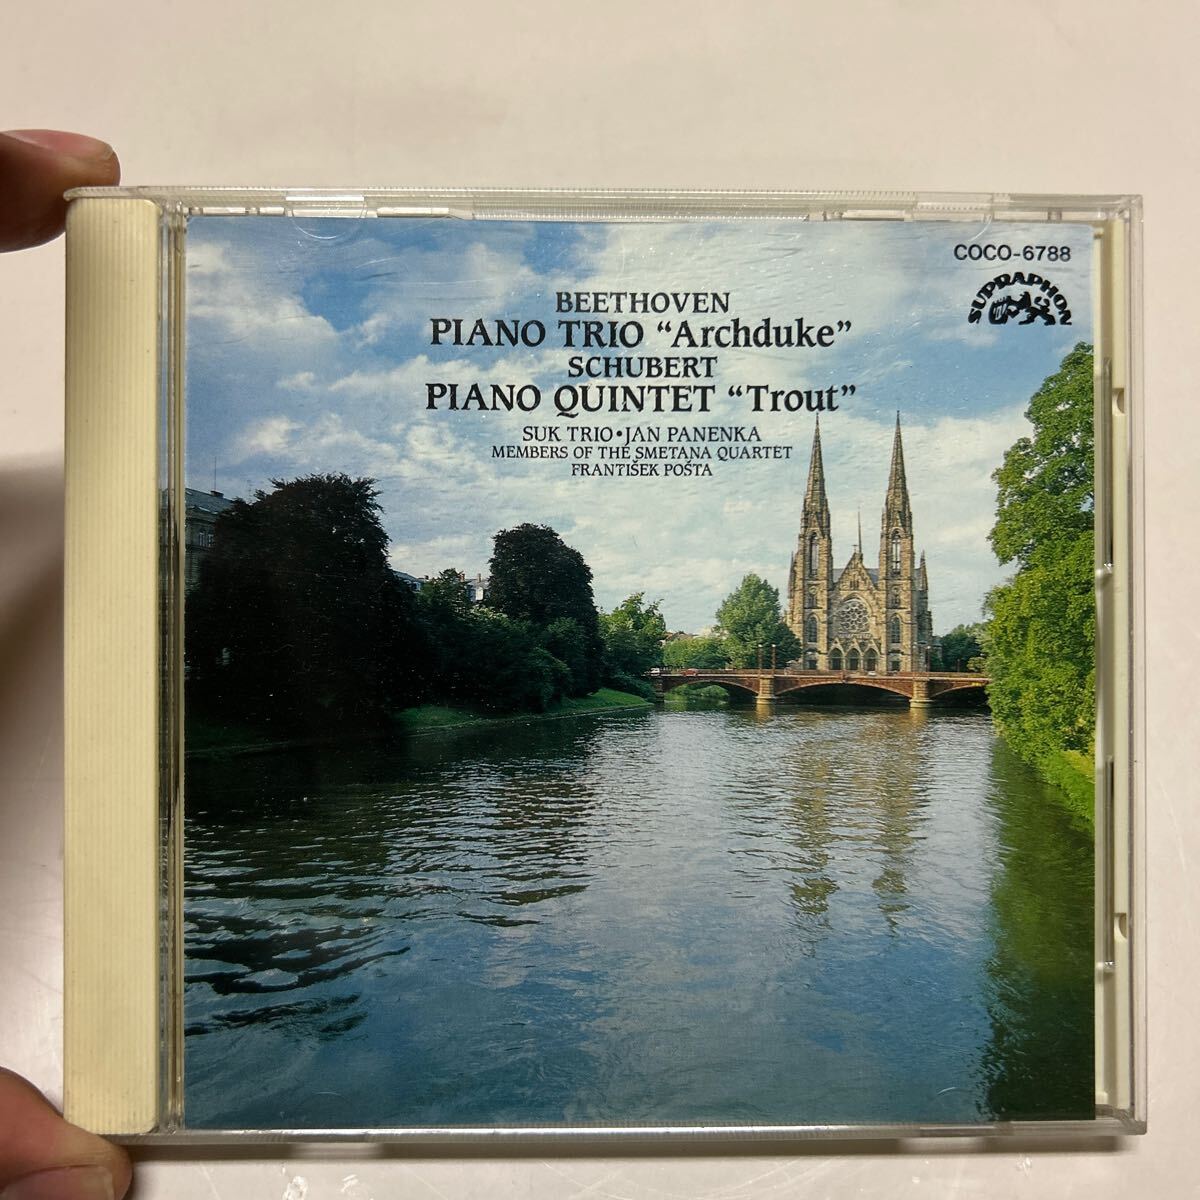 COCO-6788
SUPRAPHON
BEETHOVEN
PIANO TRIO “Archduke”
SCHUBERT
PIANO QUINTET “Trout”
SUK TRIO•JAN PANENKA
MEMBERS OF THE SMETANA QUARTET
FRANTIŠEK POŠTA